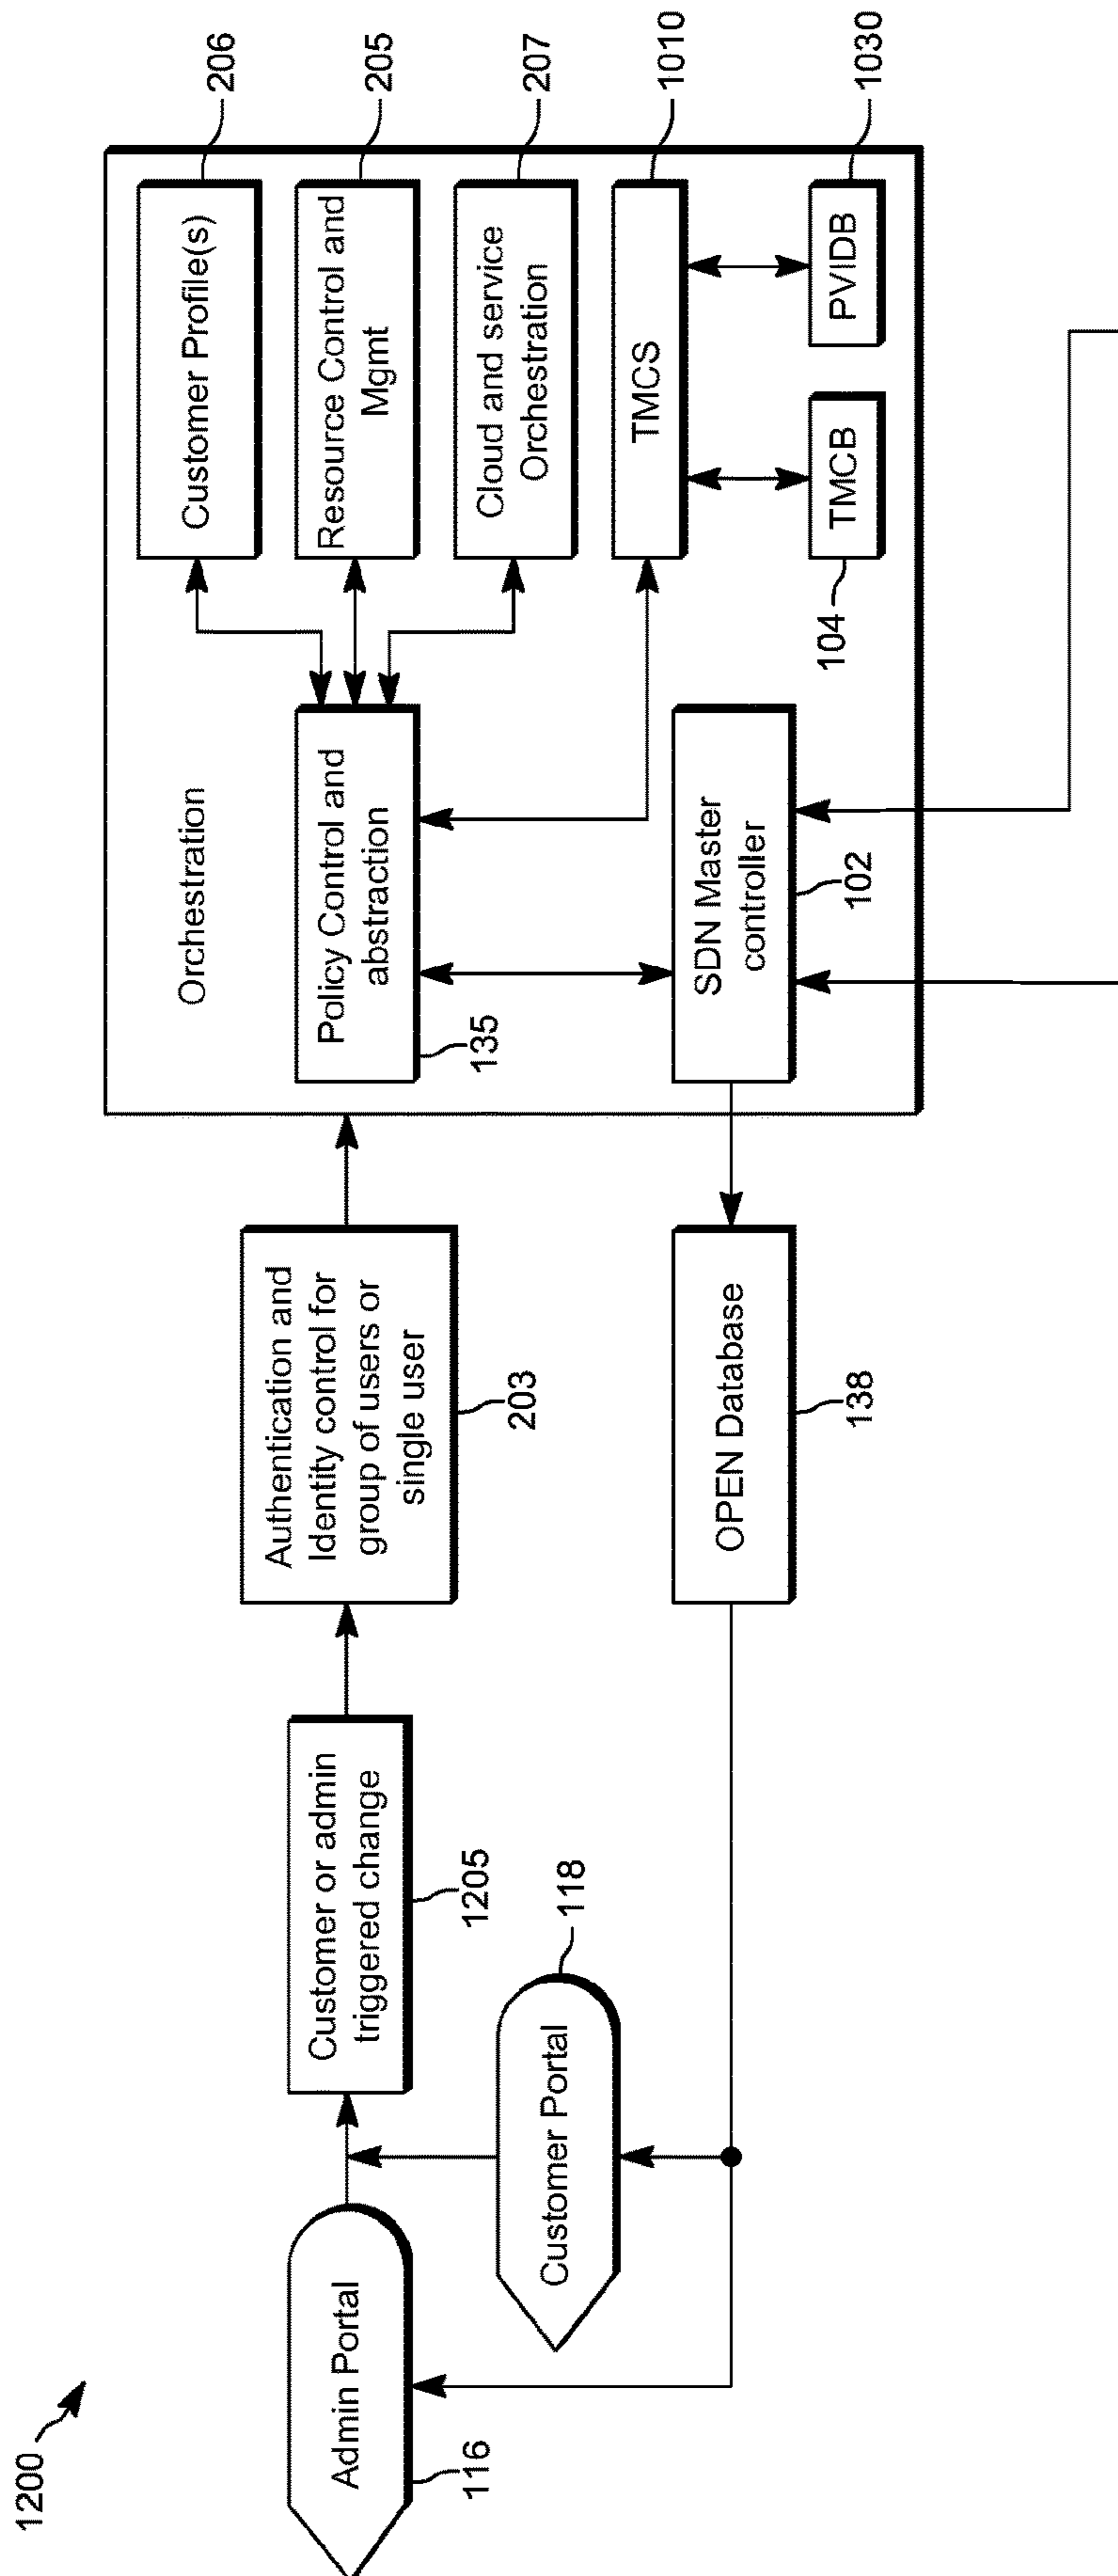 1200
Admin Portal
116
Customer Portal
118
Customer or admin
triggered change
1205
Authentication and
Identity control for
group of users or
single user
203
OPEN Database
138
Orchestration
Policy Control and
abstraction
135
SDN Master
controller
102
Customer Profile(s)
206
Resource Control and
Mgmt
205
Cloud and service
Orchestration
207
TMCS
1010
TMCB
104
PVIDB
1030